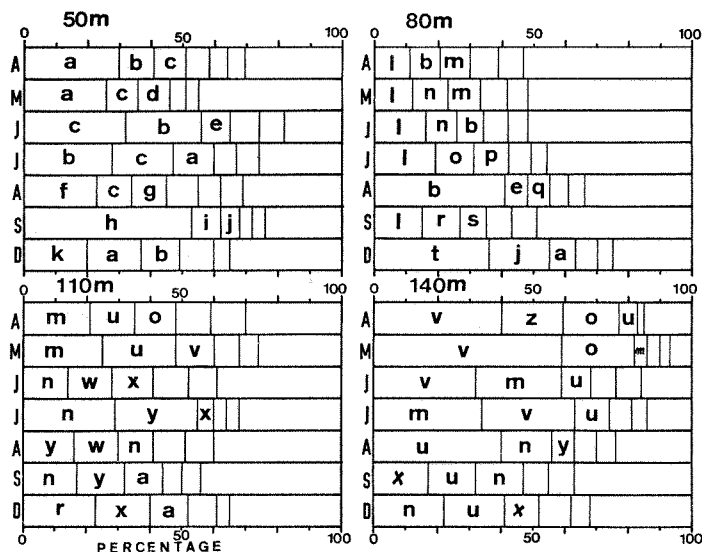 50m
80m
0 50 100
0 50 100
A a b c
A l b m
M a c d
M l n m
J c b e
J l n b
J b c a
J l o p
A f c g
A b e q
S h i j
S l r s
D k a b
D t j a
0 110m 50 100
0 140m 50 100
A m u o
A v z o u
M m u v
M v o m
J n w x
J v m u
J n y x
J m v u
A y w n
A u n y
S n w a
S x u n
D r x a
D n u x
0 50 100
0 50 100
PERCENTAGE